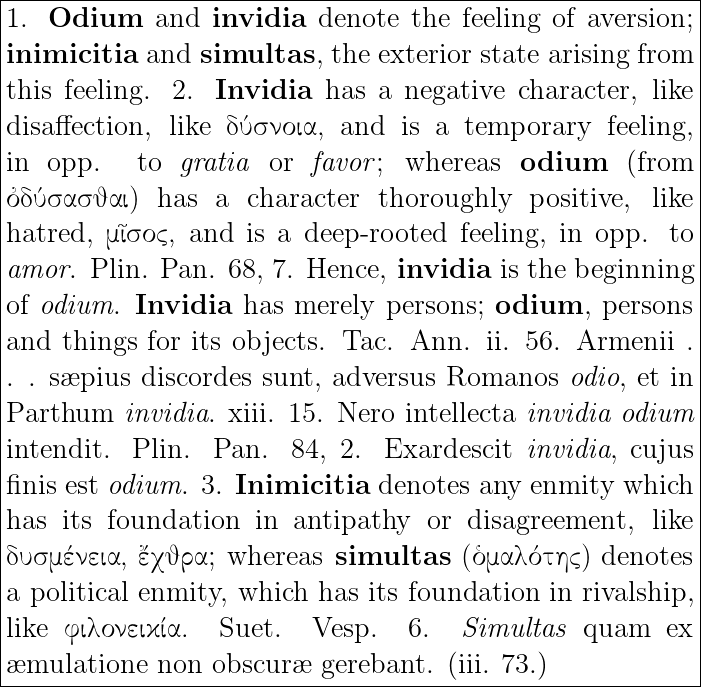 1. Odium and invidia denote the feeling of aversion;
inimicitia and simultas, the exterior state arising from
this feeling. 2. Invidia has a negative character, like
disaffection, like δύσνοια, and is a temporary feeling,
in opp. to gratia or favor; whereas odium (from
ὀδύσασϑαι) has a character thoroughly positive, like
hatred, μῖσος, and is a deep-rooted feeling, in opp. to
amor. Plin. Pan. 68, 7. Hence, invidia is the beginning
of odium. Invidia has merely persons; odium, persons
and things for its objects. Tac. Ann. ii. 56. Armenii .
. . sæpius discordes sunt, adversus Romanos odio, et in
Parthum invidia. xiii. 15. Nero intellecta invidia odium
intendit. Plin. Pan. 84, 2. Exardescit invidia, cujus
finis est odium. 3. Inimicitia denotes any enmity which
has its foundation in antipathy or disagreement, like
δυσμένεια, ἔχϑρα; whereas simultas (ὁμαλότης) denotes
a political enmity, which has its foundation in rivalship,
like φιλονεικία. Suet. Vesp. 6. Simultas quam ex
æmulatione non obscuræ gerebant. (iii. 73.)